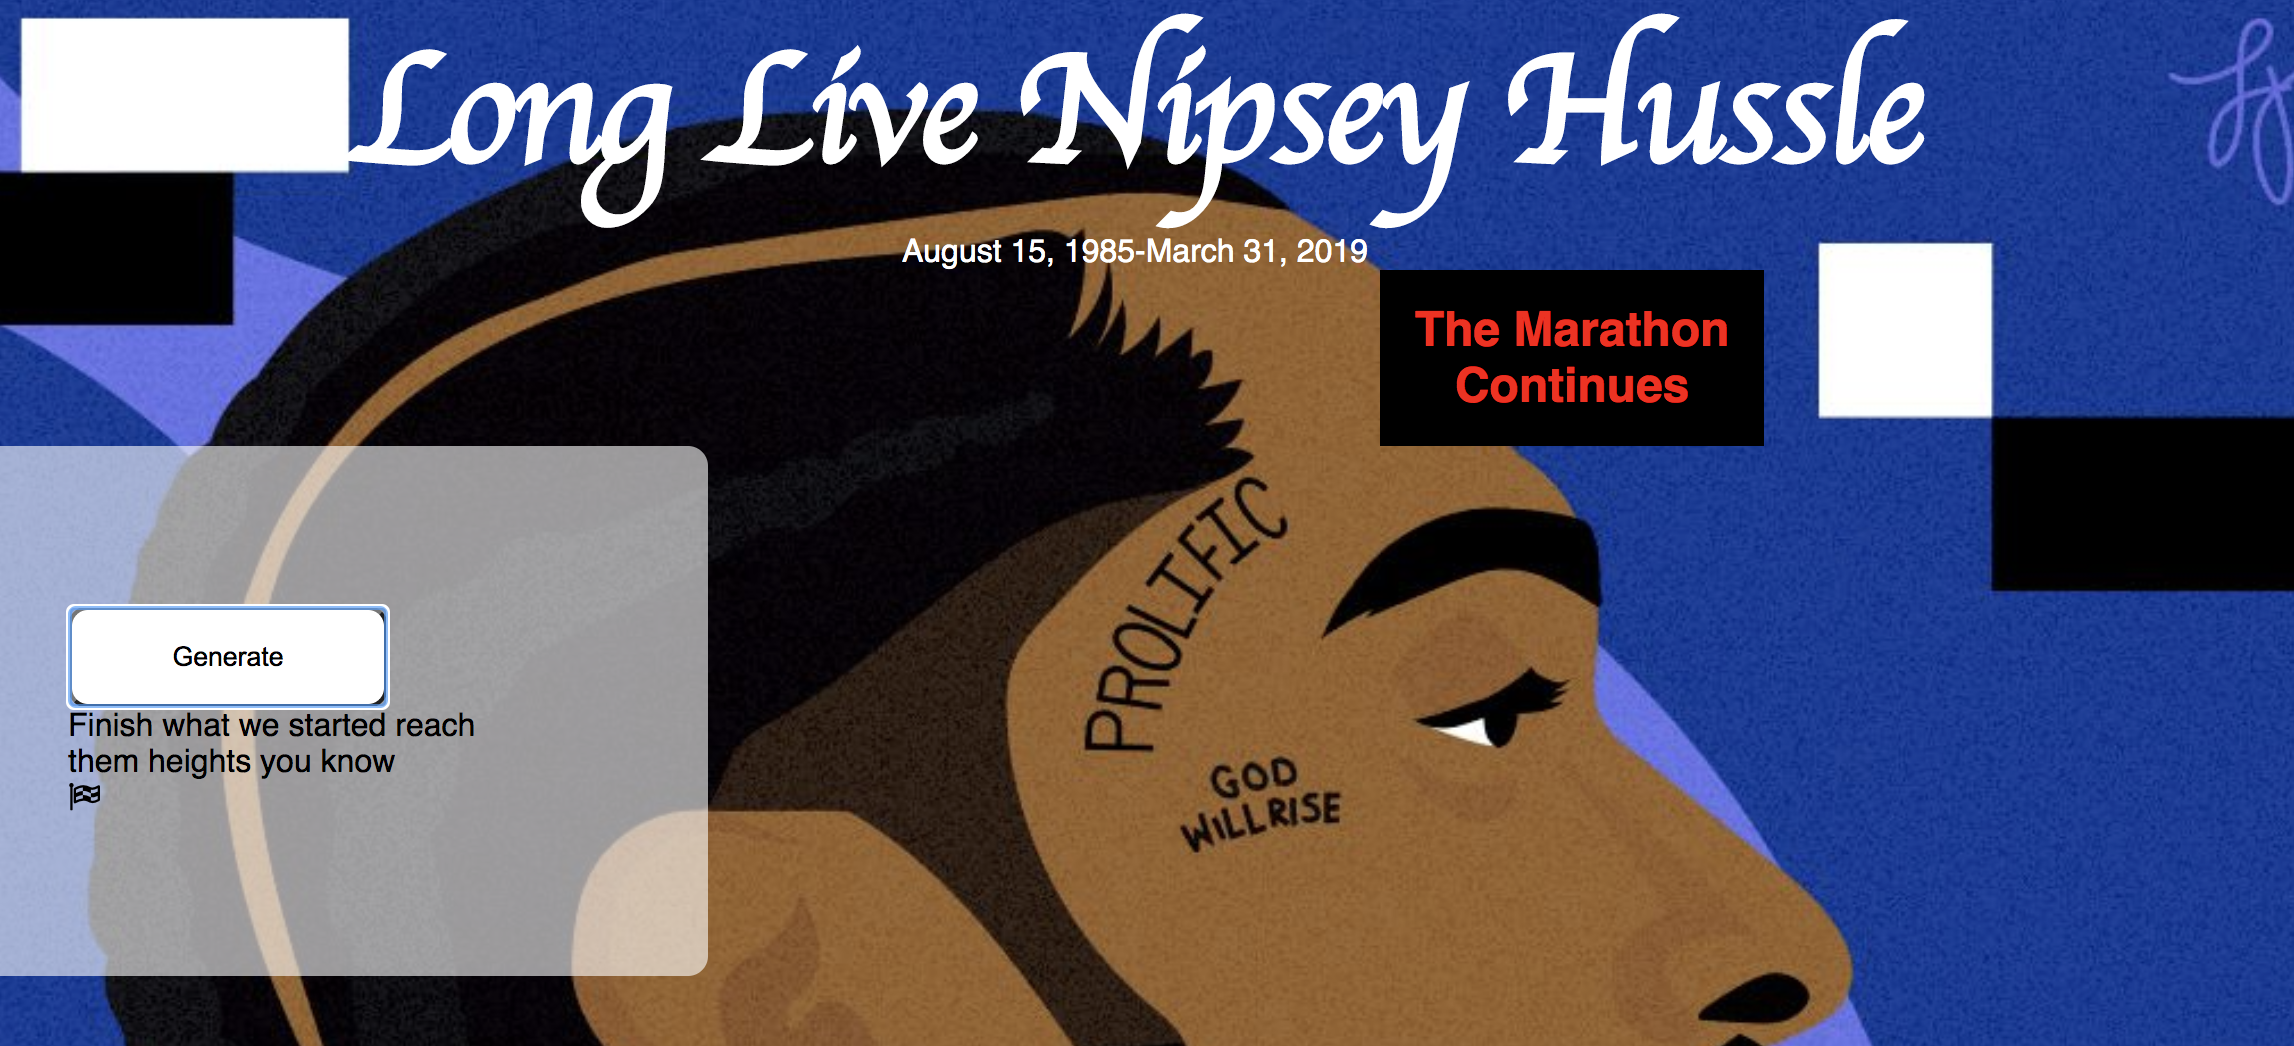 Long Live Nipsey Hussle
August 15, 1985-March 31, 2019
The Marathon
Continues
PROLIFIC
GOD
WILL RISE
Generate
Finish what we started reach
them heights you know